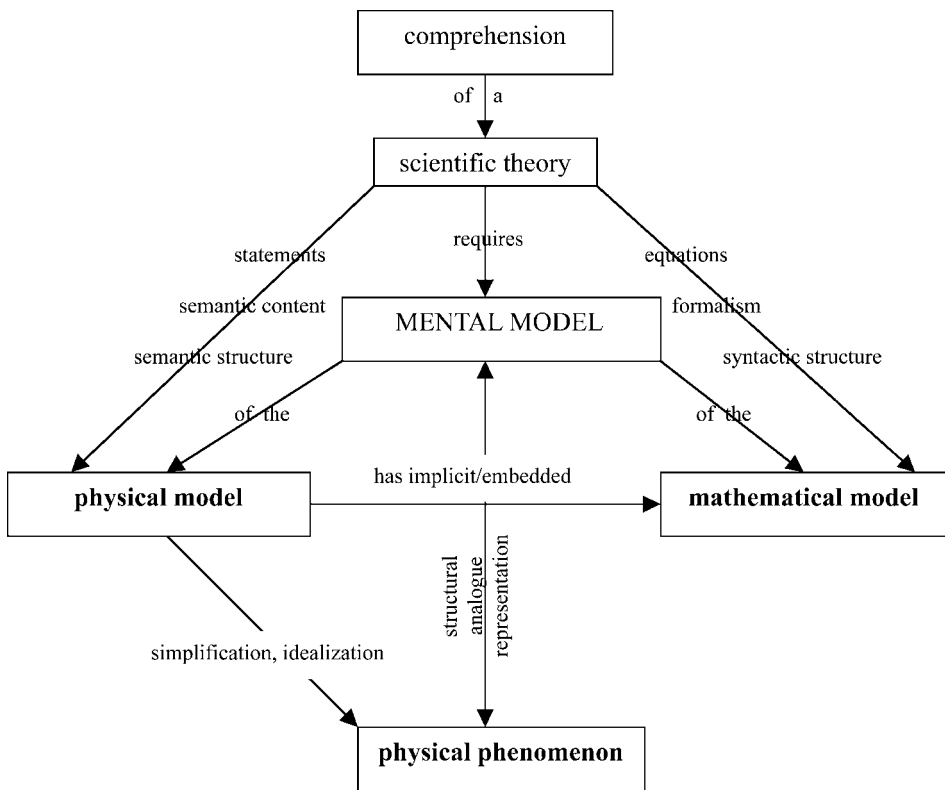 comprehension
of a
scientific theory
statements
requires
equations
semantic content
formalism
MENTAL MODEL
semantic structure
syntactic structure
of the
of the
has implicit/embedded
physical model
mathematical model
structural
analogue
representation
simplification, idealization
physical phenomenon